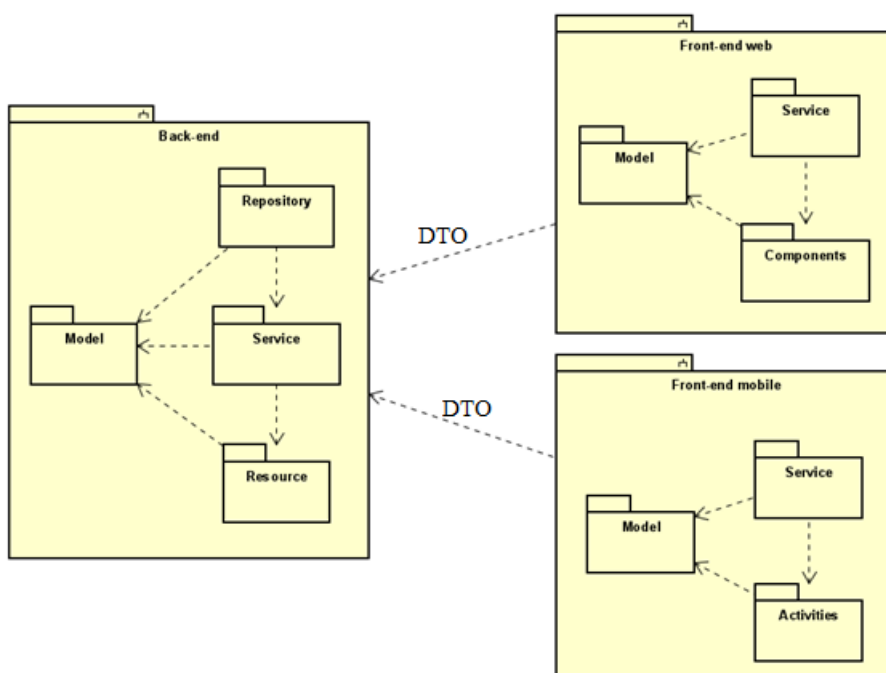 Back-end
Repository
Model
Service
Resource
DTO
DTO
Front-end web
Service
Model
Components
Front-end mobile
Service
Model
Activities